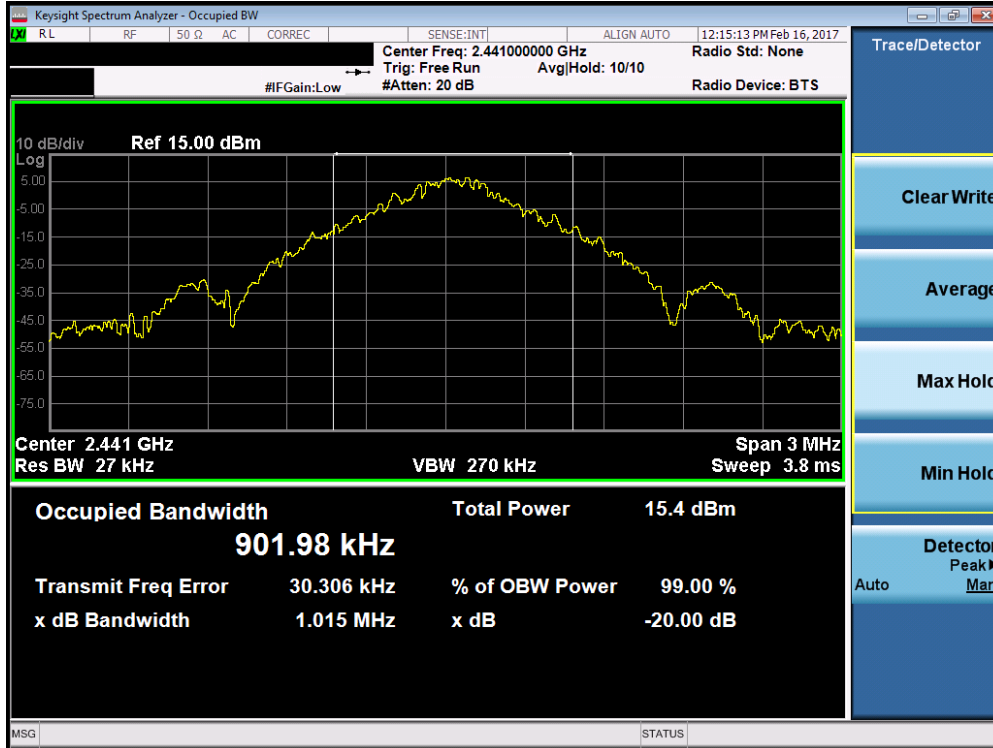 Keysight Spectrum Analyzer - Occupied BW
LXI RL RF 50 Ω AC CORREC SENSE:INT ALIGN AUTO 12:15:13 PM Feb 16, 2017
Center Freq: 2.441000000 GHz Radio Std: None
Trig: Free Run Avg|Hold: 10/10
#IFGain:Low #Atten: 20 dB Radio Device: BTS
10 dB/div Ref 15.00 dBm
Log
5.00
-5.00
-15.0
-25.0
-35.0
-45.0
-55.0
-65.0
-75.0
Center 2.441 GHz Span 3 MHz
Res BW 27 kHz VBW 270 kHz Sweep 3.8 ms
Occupied Bandwidth Total Power 15.4 dBm
901.98 kHz
Transmit Freq Error 30.306 kHz % of OBW Power 99.00 %
x dB Bandwidth 1.015 MHz x dB -20.00 dB
MSG STATUS
Trace/Detector
Clear Write
Average
Max Hold
Min Hold
Detector
Peak
Auto Man